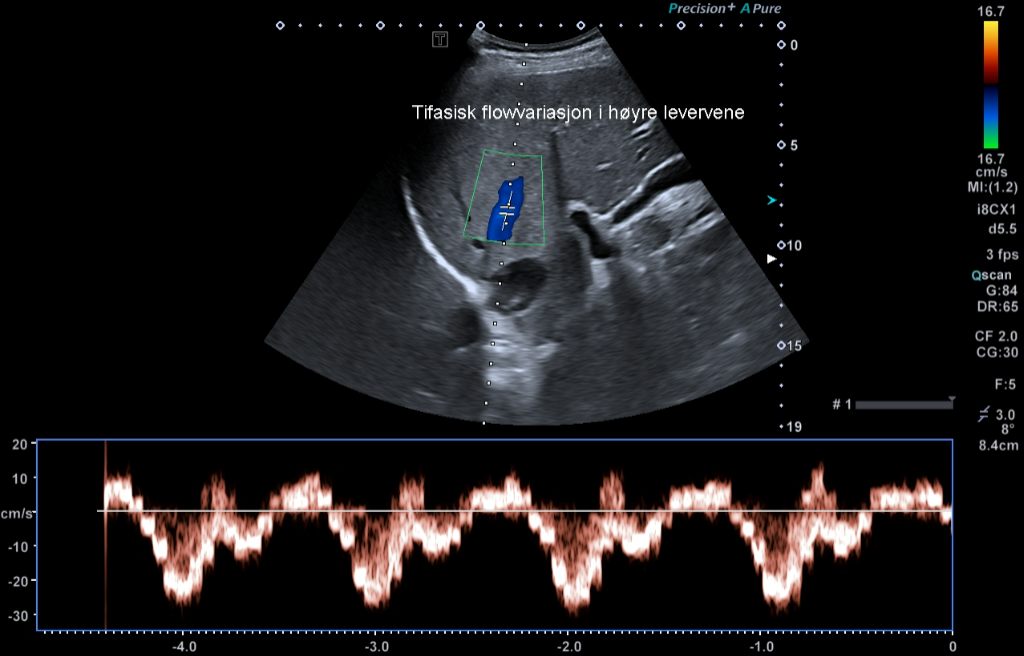 Precision+ A Pure
16.7
T
0
Tifasisk flowvariasjon i høyre levervene
5
16.7
cm/s
MI:(1.2)
i8CX1
d5.5
10
3 fps
Qscan
G:84
DR:65
CF 2.0
15
CG:30
F:5
# 1
3.0
19
8°
8.4cm
20
10
cm/s
-10
-20
-30
-4.0
-3.0
-2.0
-1.0
0